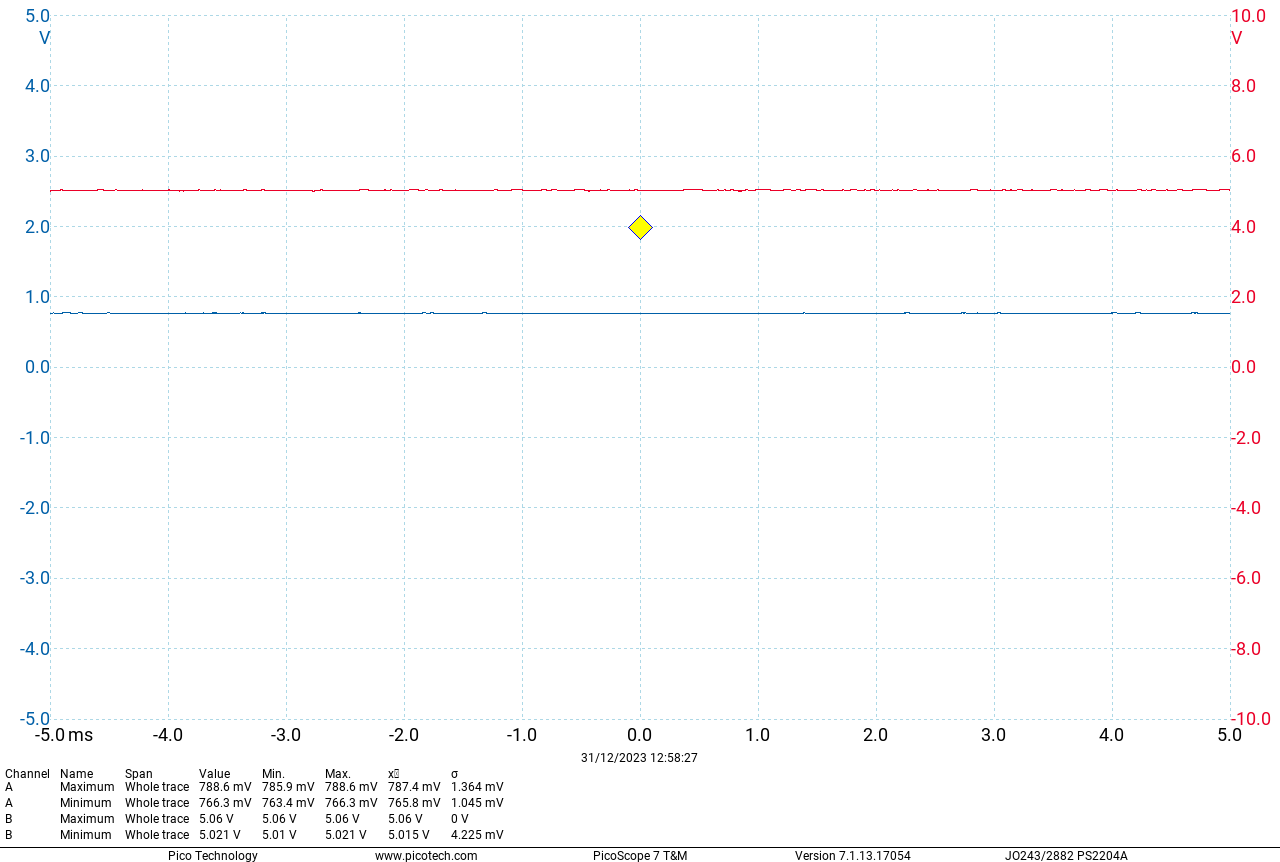 5.0 10.0
V V
4.0 8.0
3.0 6.0
2.0 4.0
1.0 2.0
0.0 0.0
-1.0 -2.0
-2.0 -4.0
-3.0 -6.0
-4.0 -8.0
-5.0 -10.0
-5.0 ms -4.0 -3.0 -2.0 -1.0 0.0 1.0 2.0 3.0 4.0 5.0
31/12/2023 12:58:27
Channel Name Span Value Min. Max. x σ
A Maximum Whole trace 788.6 mV 785.9 mV 788.6 mV 787.4 mV 1.364 mV
A Minimum Whole trace 766.3 mV 763.4 mV 766.3 mV 765.8 mV 1.045 mV
B Maximum Whole trace 5.06 V 5.06 V 5.06 V 5.06 V 0 V
B Minimum Whole trace 5.021 V 5.01 V 5.021 V 5.015 V 4.225 mV
Pico Technology www.picotech.com PicoScope 7 T&M Version 7.1.13.17054 JO243/2882 PS2204A